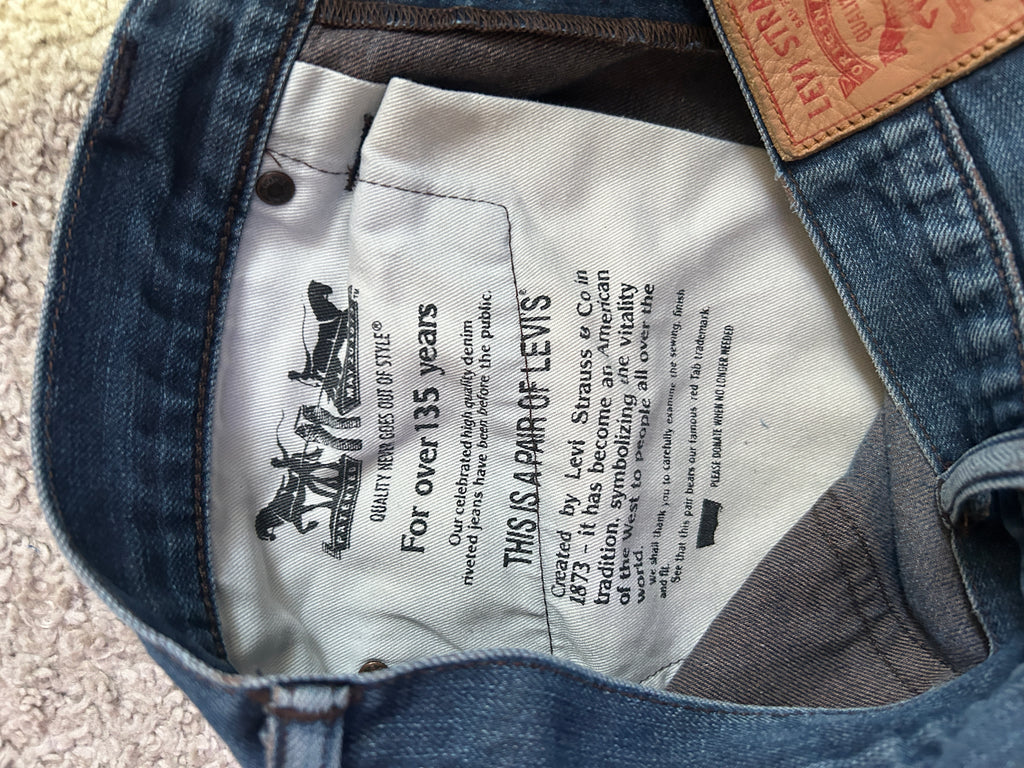 QUALITY NEVER GOES OUT OF STYLE®
For over 135 years
Our celebrated high quality denim
riveted jeans have been before the public.
THIS IS A PAIR OF LEVI'S®
Created by Levi Strauss & Co in
1873 - it has become an American
tradition, symbolizing the vitality
of the West to people all over the
world.
We shall thank you to carefully examine the sewing, finish
and fit.
See that this pair bears our famous red Tab trademark.
PLEASE DONATE WHEN NO LONGER NEEDED
LEVI STRA
QUALIT